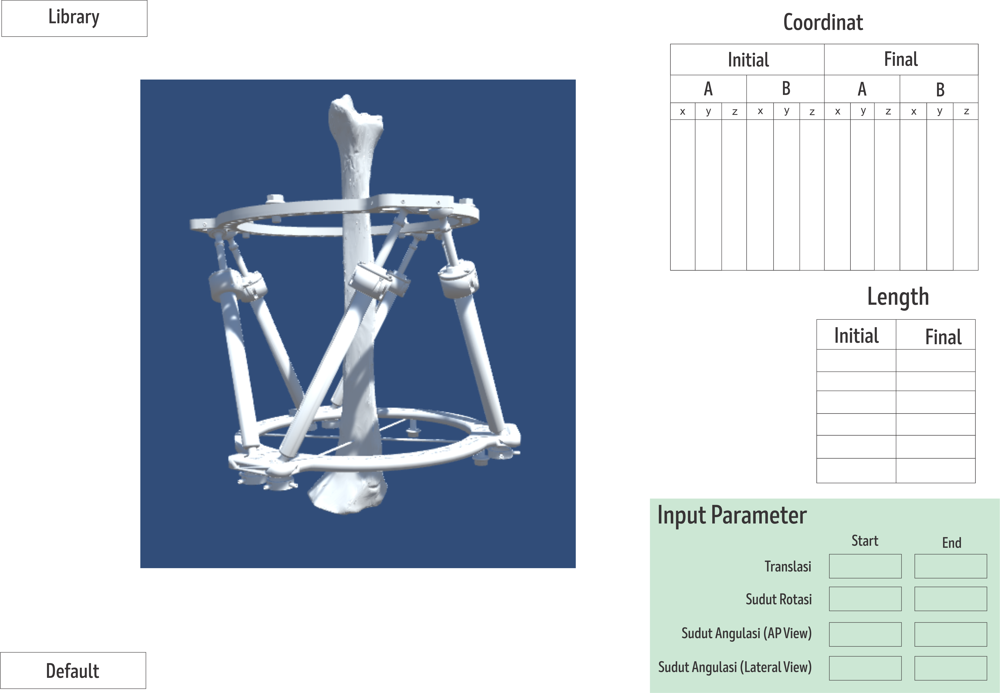 Library
Coordinat
Initial Final
A B A B
x y z x y z x y z x y z
Length
Initial Final
Input Parameter
Start End
Translasi
Sudut Rotasi
Sudut Angulasi (AP View)
Sudut Angulasi (Lateral View)
Default